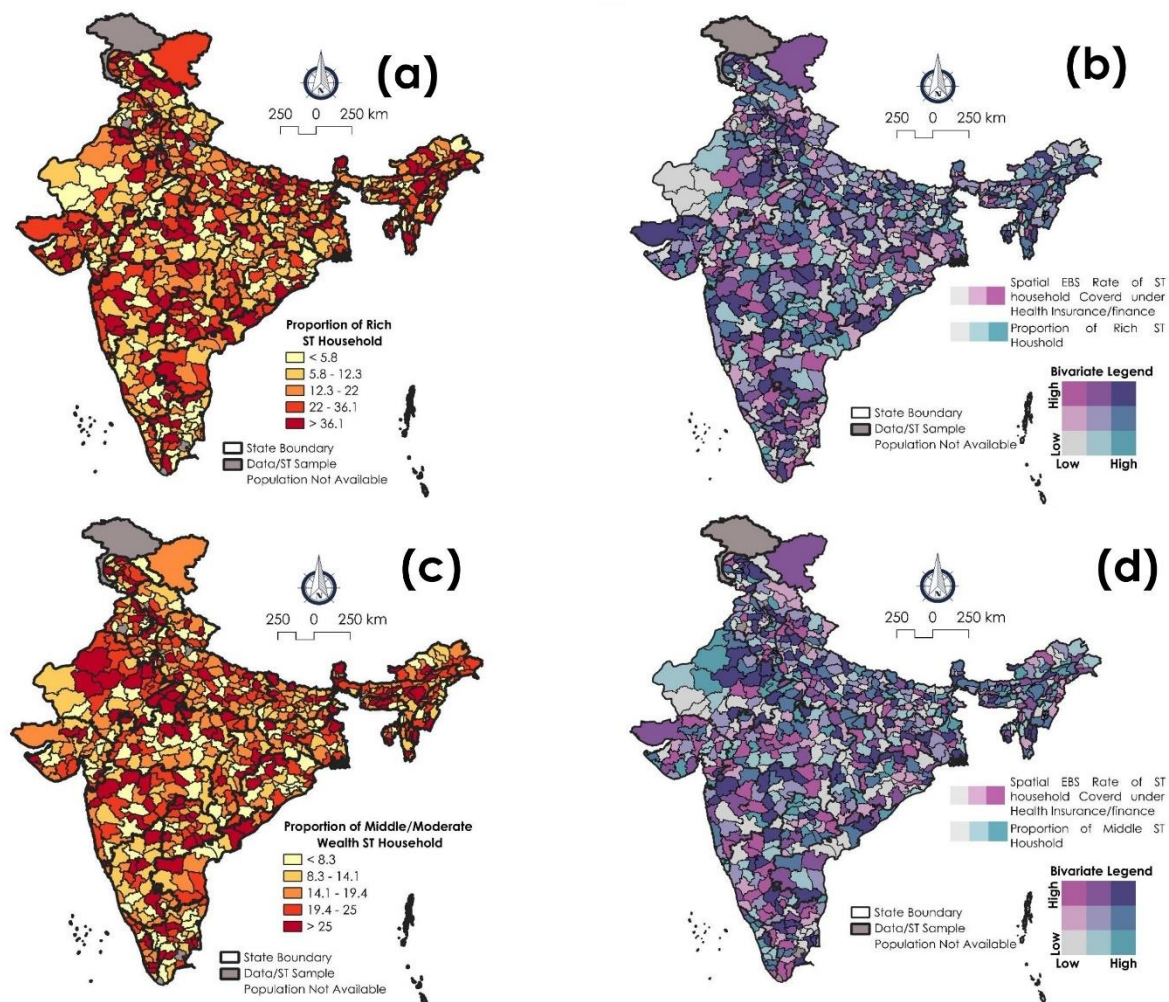 (a)
250 0 250 km
Proportion of Rich
ST Household
< 5.8
5.8 - 12.3
12.3 - 22
22 - 36.1
> 36.1
State Boundary
Data/ST Sample
Population Not Available
(b)
250 0 250 km
Spatial EBS Rate of ST
household Coverd under
Health Insurance/finance
Proportion of Rich ST
Houshold
Bivariate Legend
High
Low
Low High
State Boundary
Data/ST Sample
Population Not Available
(c)
250 0 250 km
Proportion of Middle/Moderate
Wealth ST Household
< 8.3
8.3 - 14.1
14.1 - 19.4
19.4 - 25
> 25
State Boundary
Data/ST Sample
Population Not Available
(d)
250 0 250 km
Spatial EBS Rate of ST
household Coverd under
Health Insurance/finance
Proportion of Middle ST
Houshold
Bivariate Legend
High
Low
Low High
State Boundary
Data/ST Sample
Population Not Available